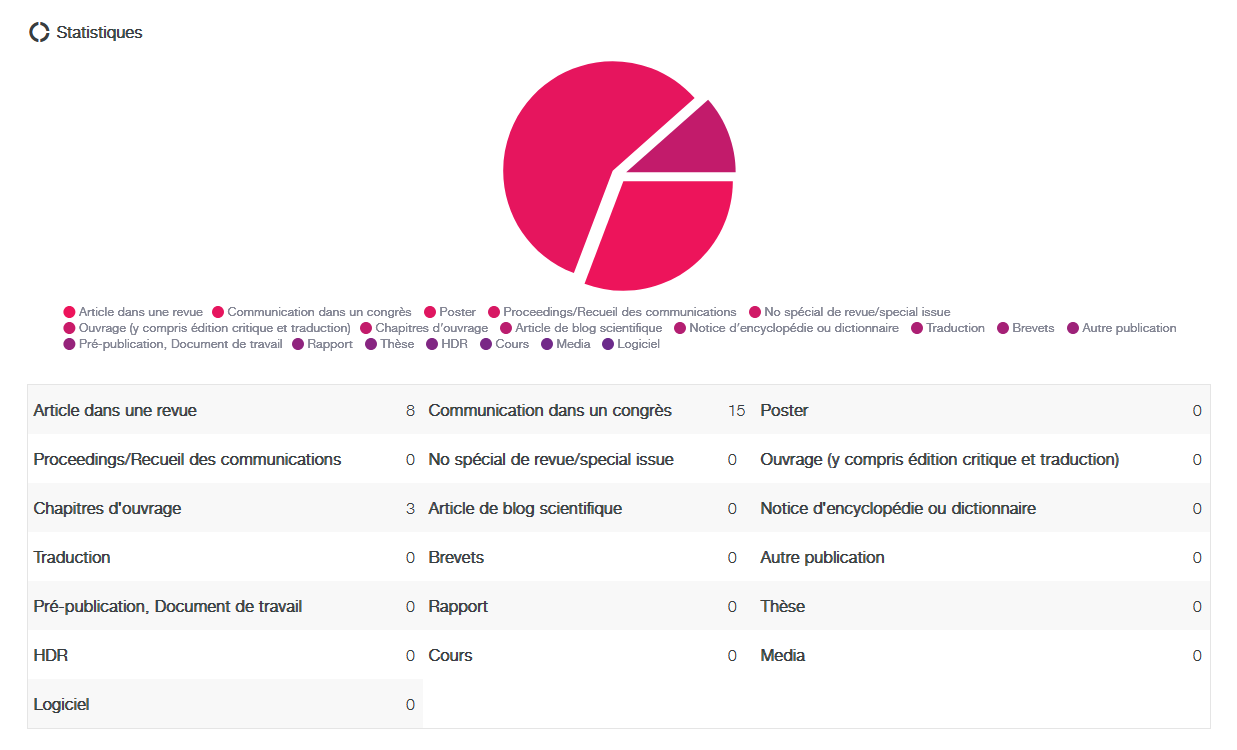 Statistiques
Article dans une revue Communication dans un congrès Poster Proceedings/Recueil des communications No spécial de revue/special issue
Ouvrage (y compris édition critique et traduction) Chapitres d'ouvrage Article de blog scientifique Notice d'encyclopédie ou dictionnaire Traduction Brevets Autre publication
Pré-publication, Document de travail Rapport Thèse HDR Cours Media Logiciel
Article dans une revue 8 Communication dans un congrès 15 Poster 0
Proceedings/Recueil des communications 0 No spécial de revue/special issue 0 Ouvrage (y compris édition critique et traduction) 0
Chapitres d'ouvrage 3 Article de blog scientifique 0 Notice d'encyclopédie ou dictionnaire 0
Traduction 0 Brevets 0 Autre publication 0
Pré-publication, Document de travail 0 Rapport 0 Thèse 0
HDR 0 Cours 0 Media 0
Logiciel 0